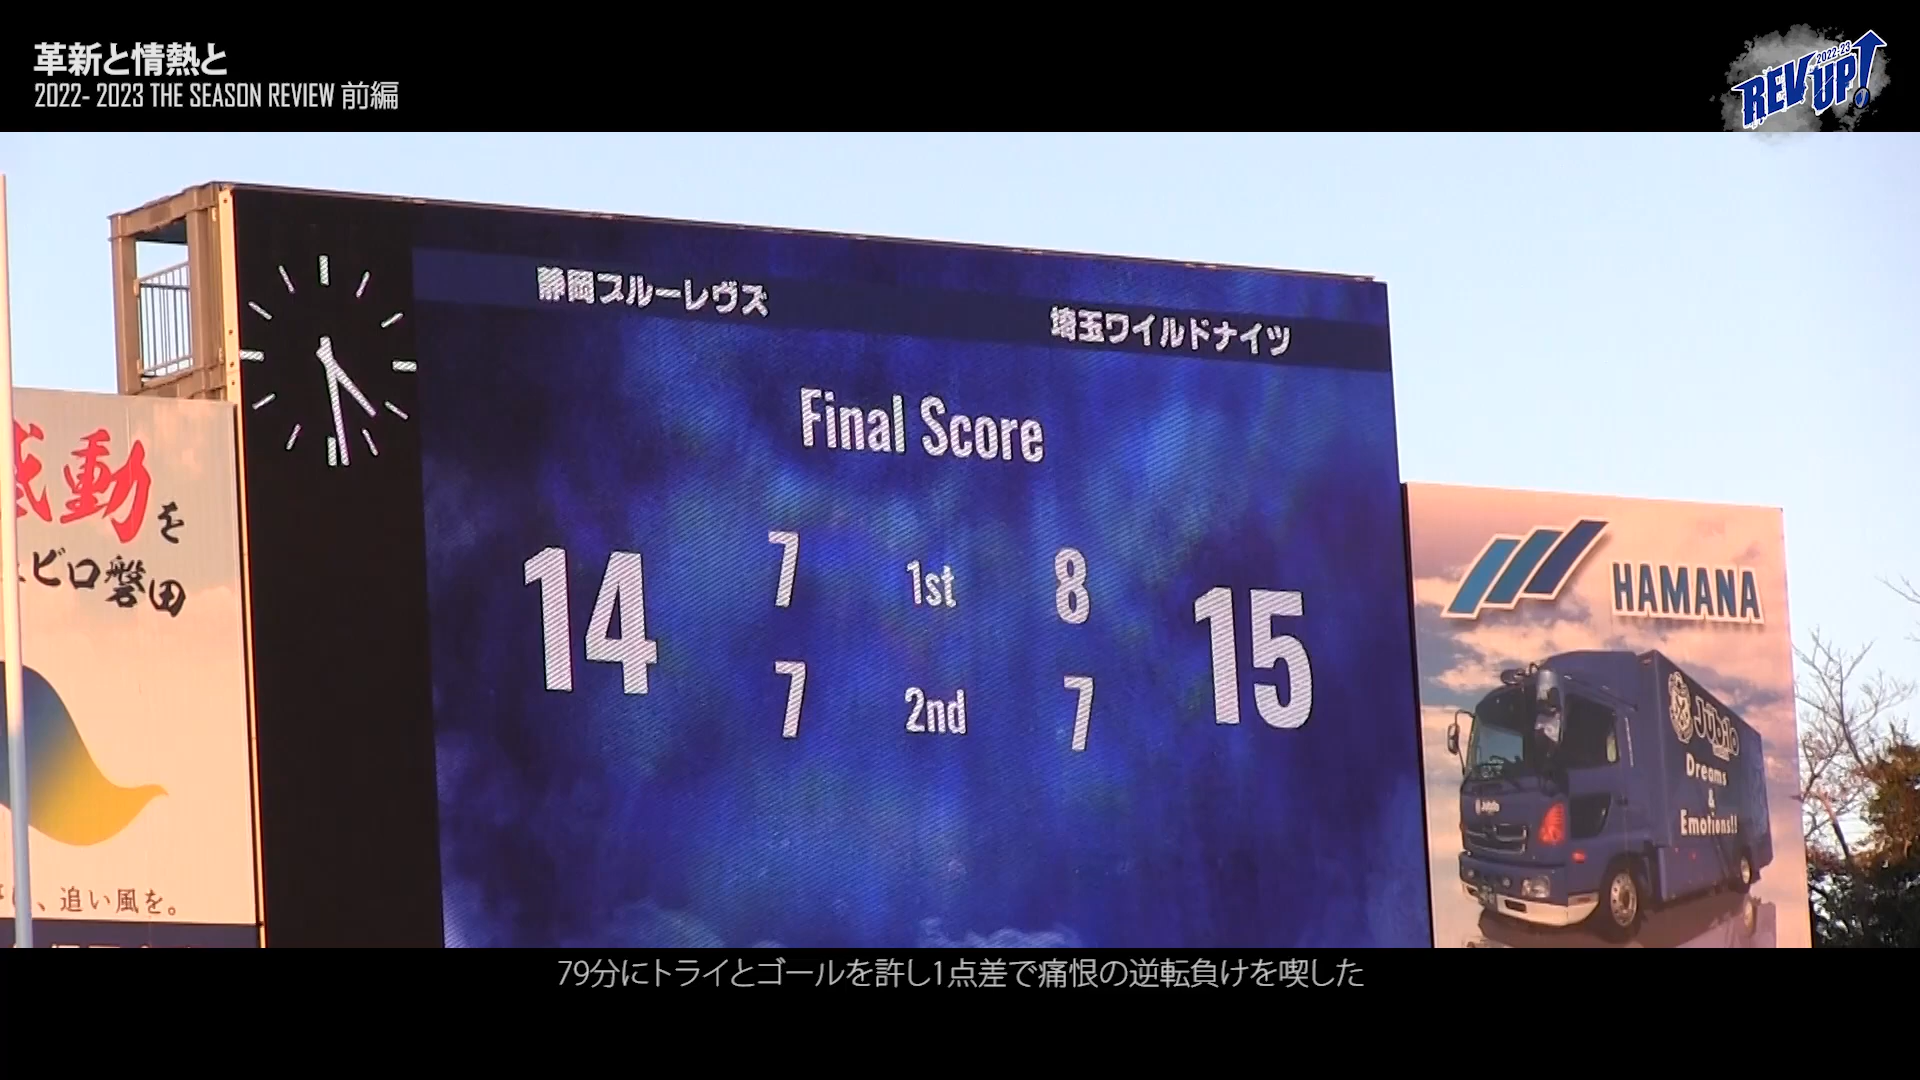 革新と情熱と
2022- 2023 THE SEASON REVIEW 前編
2022-23
REV UP!
静岡ブルーレヴズ
埼玉ワイルドナイツ
Final Score
14 7 1st 8 15
7 2nd 7
感動を
ビロ磐田
、追い風を。
HAMANA
Jubilo
Dreams
&
Emotions!!
Jubilo
79分にトライとゴールを許し1点差で痛恨の逆転負けを喫した